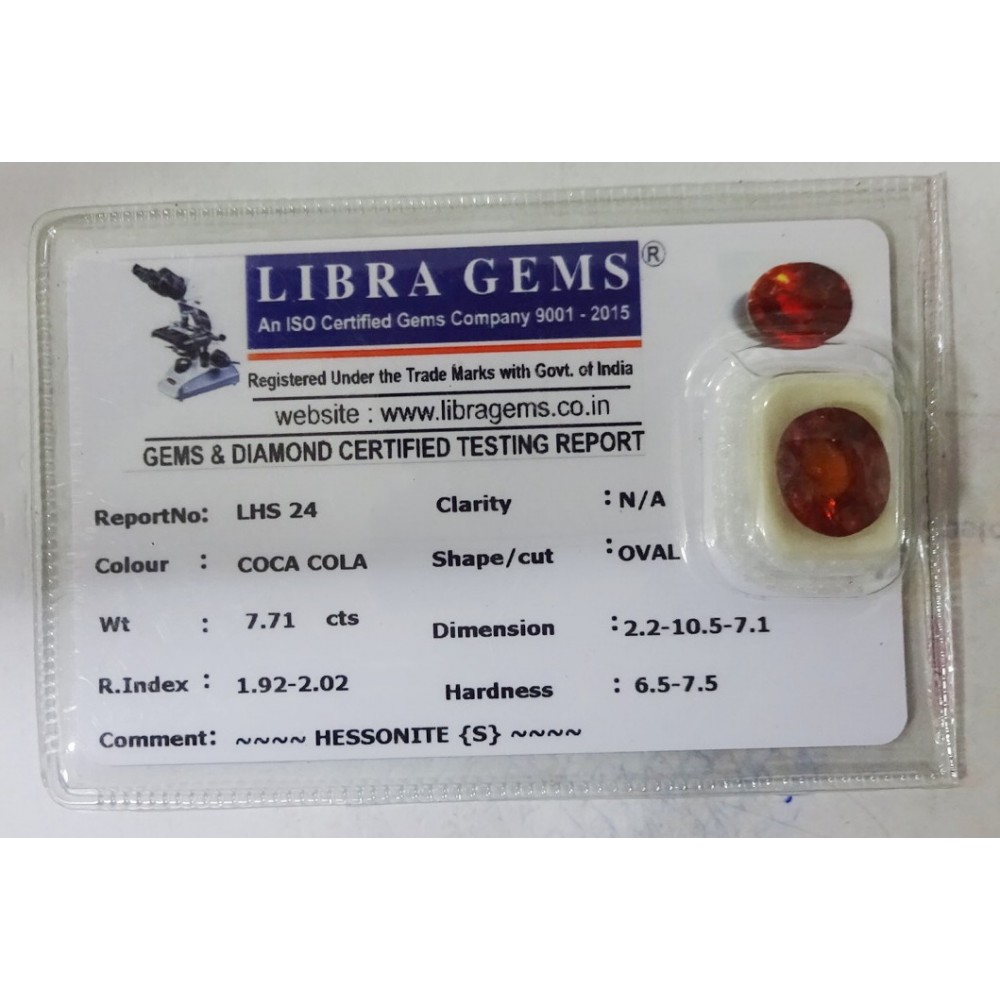 LIBRA GEMS ®
An ISO Certified Gems Company 9001 - 2015
Registered Under the Trade Marks with Govt. of India
website : www.libragems.co.in
GEMS & DIAMOND CERTIFIED TESTING REPORT
ReportNo: LHS 24
Colour : COCA COLA
Wt : 7.71 cts
R.Index : 1.92-2.02
Clarity : N/A
Shape/cut : OVAL
Dimension : 2.2-10.5-7.1
Hardness : 6.5-7.5
Comment: ~~~~ HESSONITE {S} ~~~~